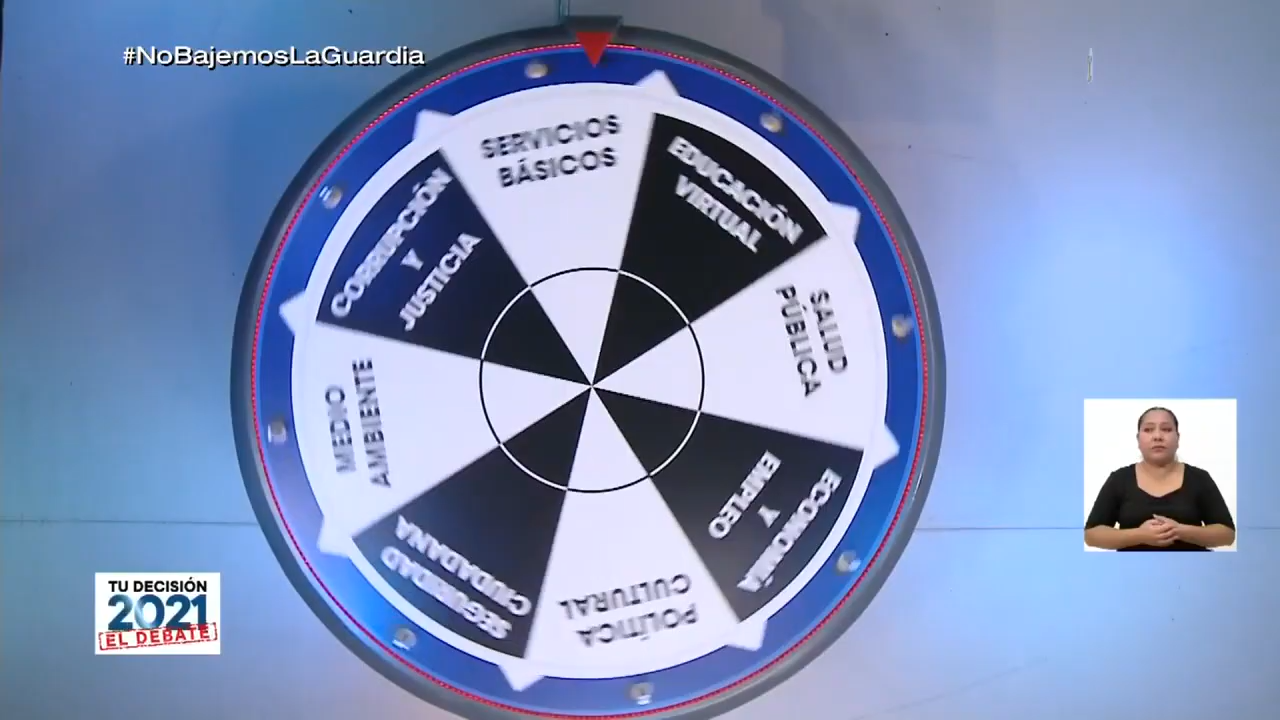 #NoBajemosLaGuardia
SERVICIOS
BÁSICOS
EDUCACIÓN
VIRTUAL
SALUD
PÚBLICA
ECONOMÍA
Y
EMPLEO
POLÍTICA
CULTURAL
SEGURIDAD
CIUDADANA
MEDIO
AMBIENTE
CORRUPCIÓN
Y
JUSTICIA
TU DECISIÓN
2021
EL DEBATE